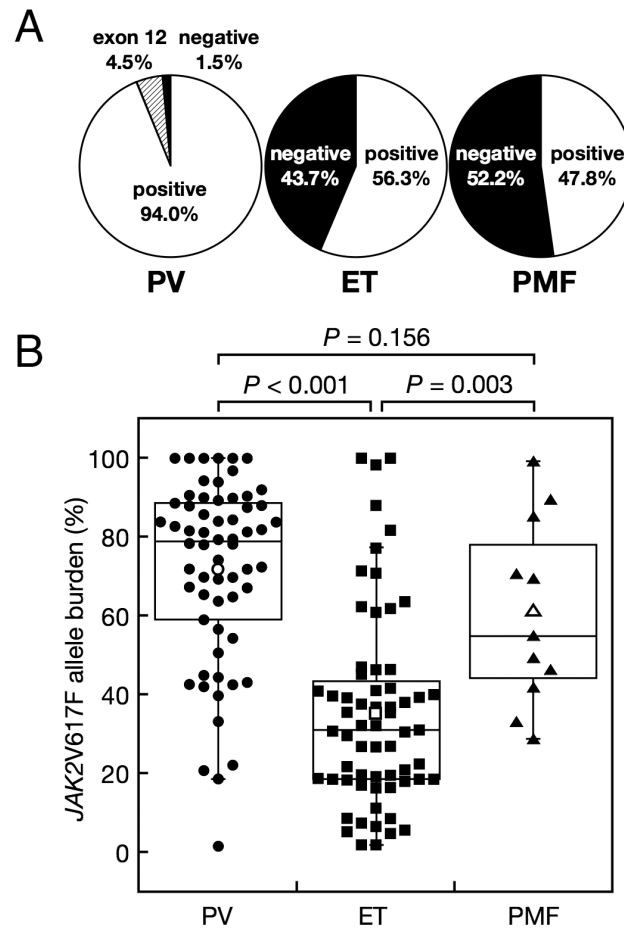 A
exon 12 negative
4.5% 1.5%
positive
94.0%
negative
43.7%
positive
56.3%
negative
52.2%
positive
47.8%
PV ET PMF
B
P = 0.156
P < 0.001 P = 0.003
JAK2V617F allele burden (%)
100
80
60
40
20
0
PV ET PMF